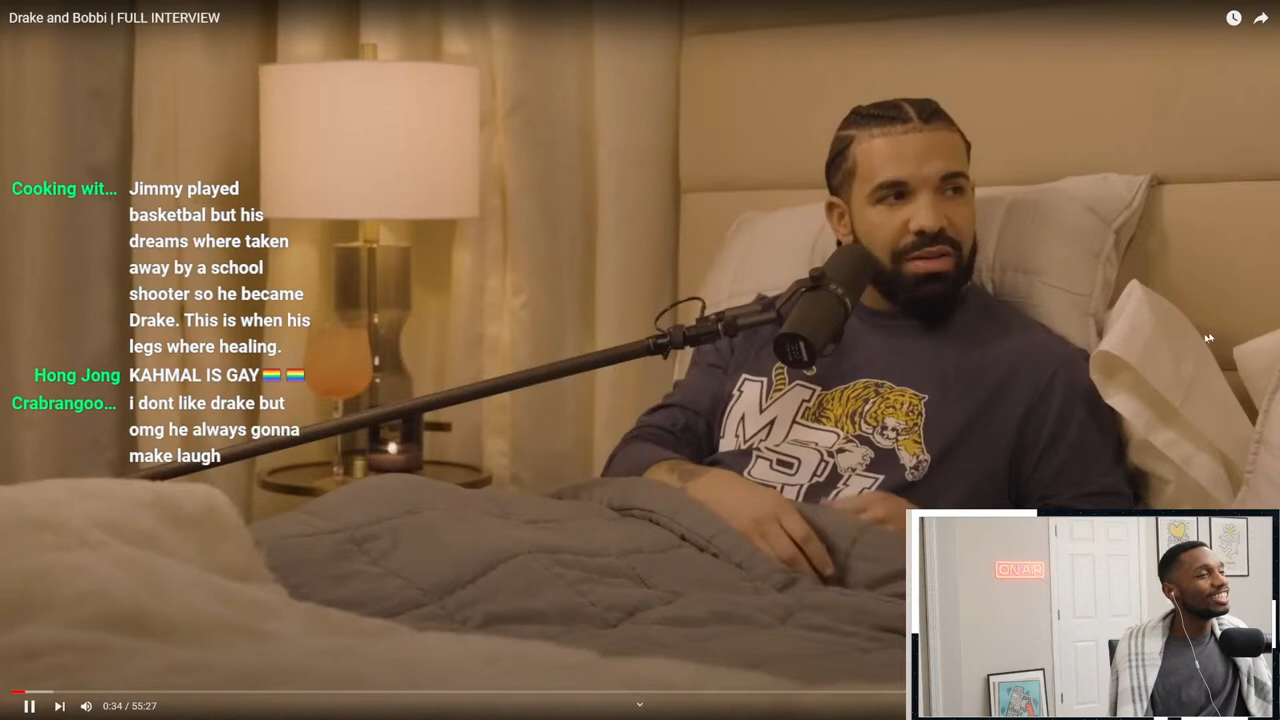 Drake and Bobbi | FULL INTERVIEW
Cooking wit... Jimmy played
basketbal but his
dreams where taken
away by a school
shooter so he became
Drake. This is when his
legs where healing.
Hong Jong KAHMAL IS GAY🏳️‍🌈 🏳️‍🌈
Crabrangoo... i dont like drake but
omg he always gonna
make laugh
MSU
ON AIR
0:34 / 55:27